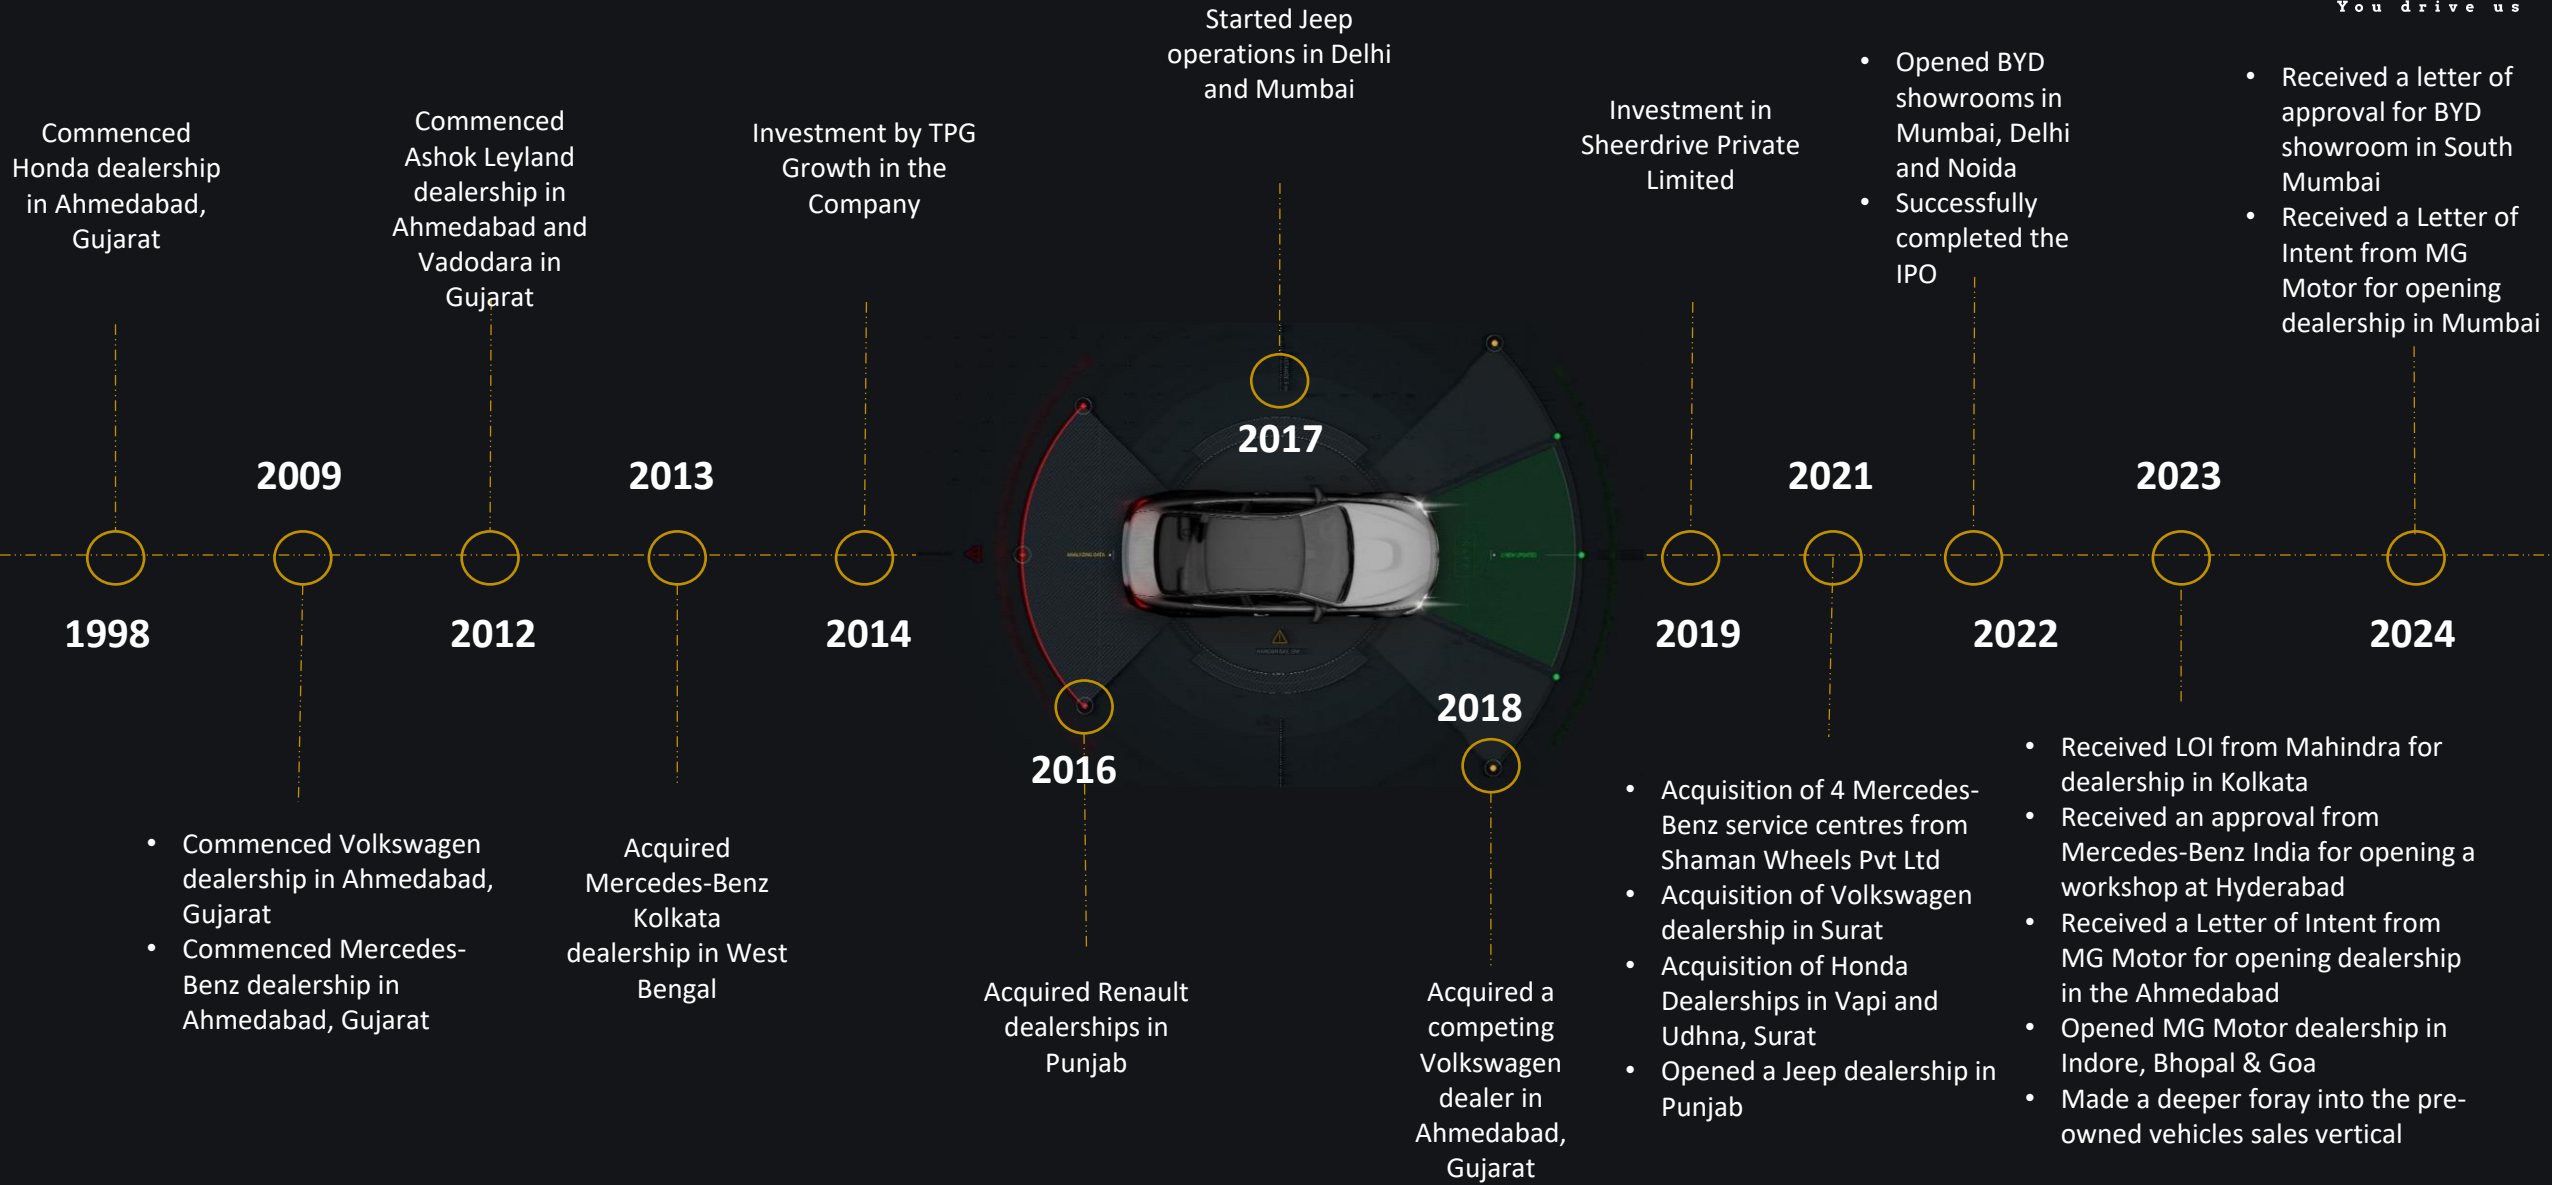 You drive us
Commenced
Honda dealership
in Ahmedabad,
Gujarat
1998
2009
• Commenced Volkswagen
dealership in Ahmedabad,
Gujarat
• Commenced Mercedes-
Benz dealership in
Ahmedabad, Gujarat
Commenced
Ashok Leyland
dealership in
Ahmedabad and
Vadodara in
Gujarat
2012
2013
Acquired
Mercedes-Benz
Kolkata
dealership in West
Bengal
Investment by TPG
Growth in the
Company
2014
2016
Acquired Renault
dealerships in
Punjab
Started Jeep
operations in Delhi
and Mumbai
2017
ANALYZING DATA
2018
Acquired a
competing
Volkswagen
dealer in
Ahmedabad,
Gujarat
Investment in
Sheerdrive Private
Limited
2019
2021
• Acquisition of 4 Mercedes-
Benz service centres from
Shaman Wheels Pvt Ltd
• Acquisition of Volkswagen
dealership in Surat
• Acquisition of Honda
Dealerships in Vapi and
Udhna, Surat
• Opened a Jeep dealership in
Punjab
• Opened BYD
showrooms in
Mumbai, Delhi
and Noida
• Successfully
completed the
IPO
2022
2023
• Received LOI from Mahindra for
dealership in Kolkata
• Received an approval from
Mercedes-Benz India for opening a
workshop at Hyderabad
• Received a Letter of Intent from
MG Motor for opening dealership
in the Ahmedabad
• Opened MG Motor dealership in
Indore, Bhopal & Goa
• Made a deeper foray into the pre-
owned vehicles sales vertical
• Received a letter of
approval for BYD
showroom in South
Mumbai
• Received a Letter of
Intent from MG
Motor for opening
dealership in Mumbai
2024